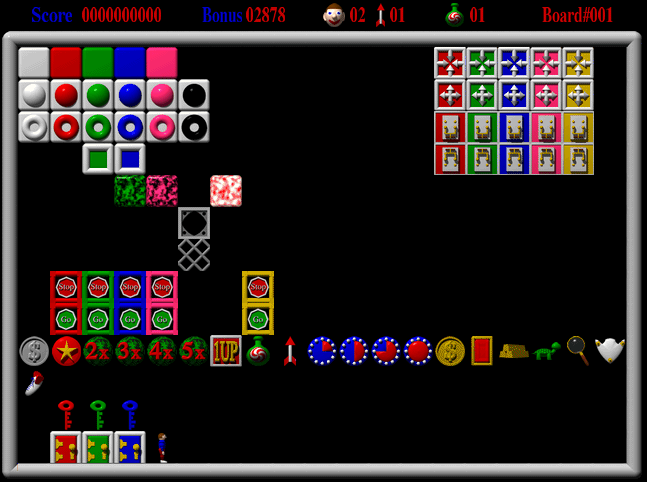 Score 0000000000 Bonus 02878 02 01 01 Board#001
Stop Stop Stop Stop Stop
Go Go Go Go Go
$ 2x 3x 4x 5x 1UP $